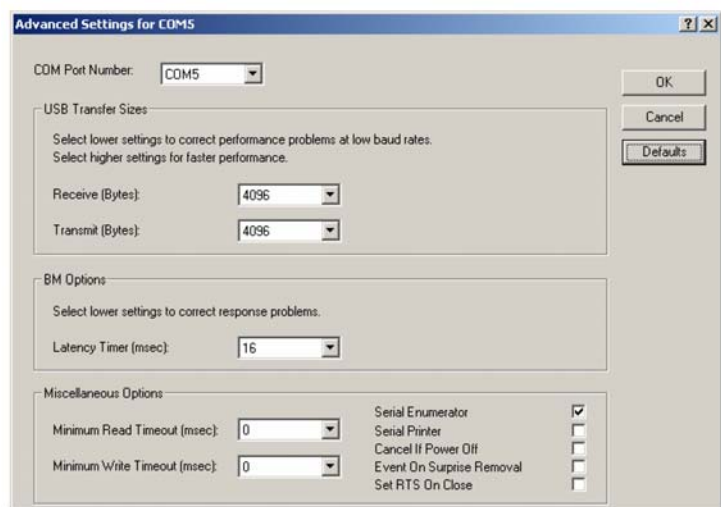 Advanced Settings for COM5
COM Port Number: COM5
OK
Cancel
Defaults
USB Transfer Sizes
Select lower settings to correct performance problems at low baud rates.
Select higher settings for faster performance.
Receive (Bytes): 4096
Transmit (Bytes): 4096
BM Options
Select lower settings to correct response problems.
Latency Timer (msec): 16
Miscellaneous Options
Minimum Read Timeout (msec): 0
Minimum Write Timeout (msec): 0
Serial Enumerator
Serial Printer
Cancel If Power Off
Event On Surprise Removal
Set RTS On Close